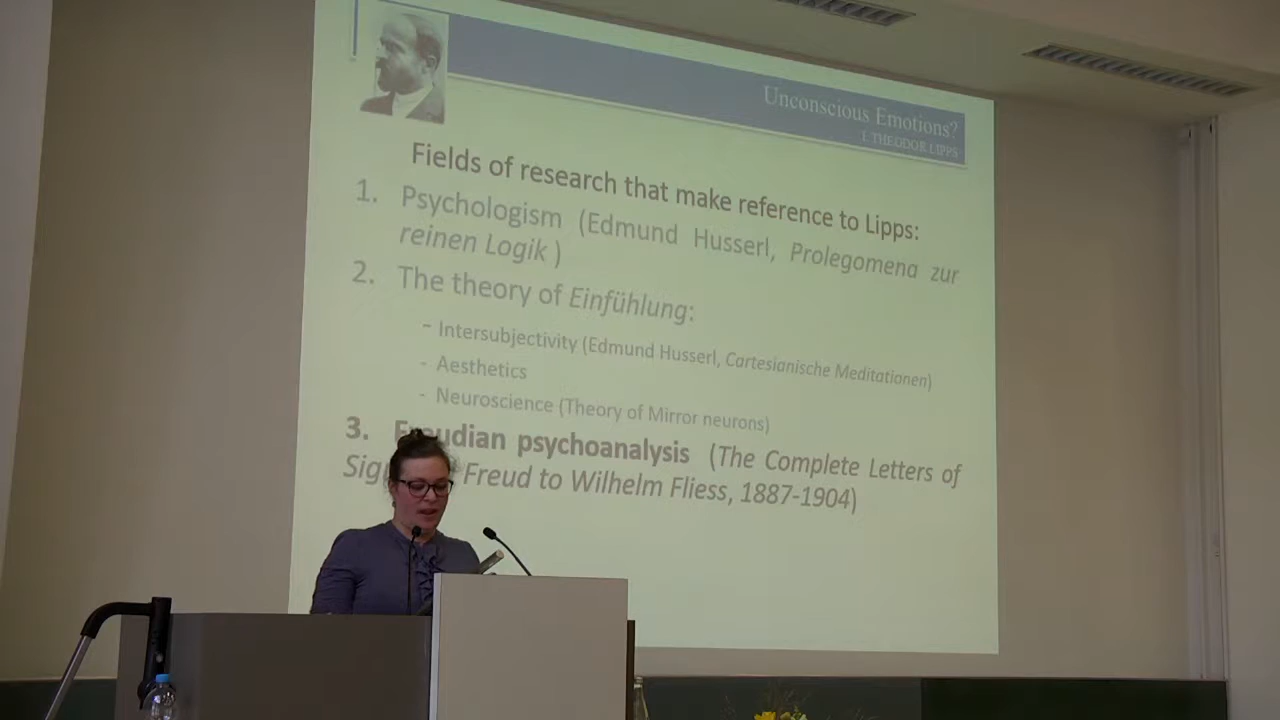 Unconscious Emotions?
I. THEODOR LIPPS
Fields of research that make reference to Lipps:
1. Psychologism (Edmund Husserl, Prolegomena zur
reinen Logik )
2. The theory of Einfühlung:
- Intersubjectivity (Edmund Husserl, Cartesianische Meditationen)
- Aesthetics
- Neuroscience (Theory of Mirror neurons)
3. Freudian psychoanalysis (The Complete Letters of
Freud to Wilhelm Fliess, 1887-1904)